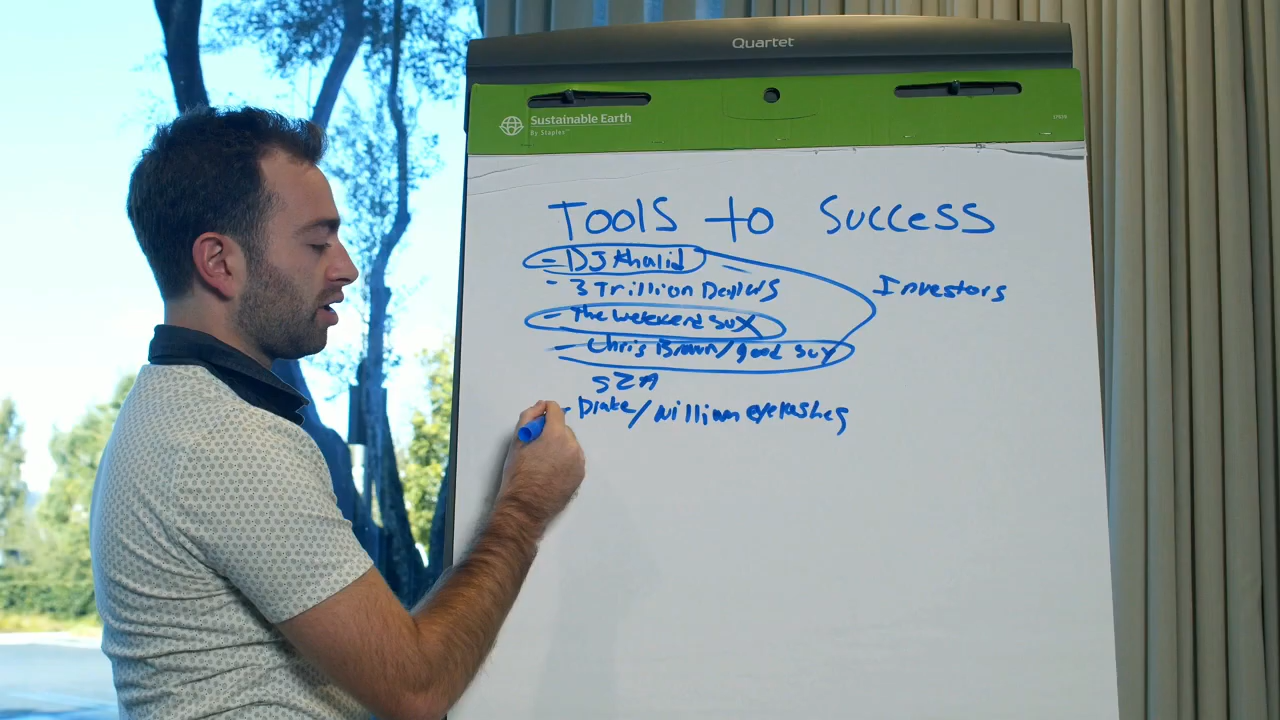 Quartet
Sustainable Earth
By Staples™
TOOLS to Success
- DJ Khalid
- 3 Trillion Dollars
Investors
- The weekend sux
- Chris Brown/good guy
SZA
- Drake/William eyelashes